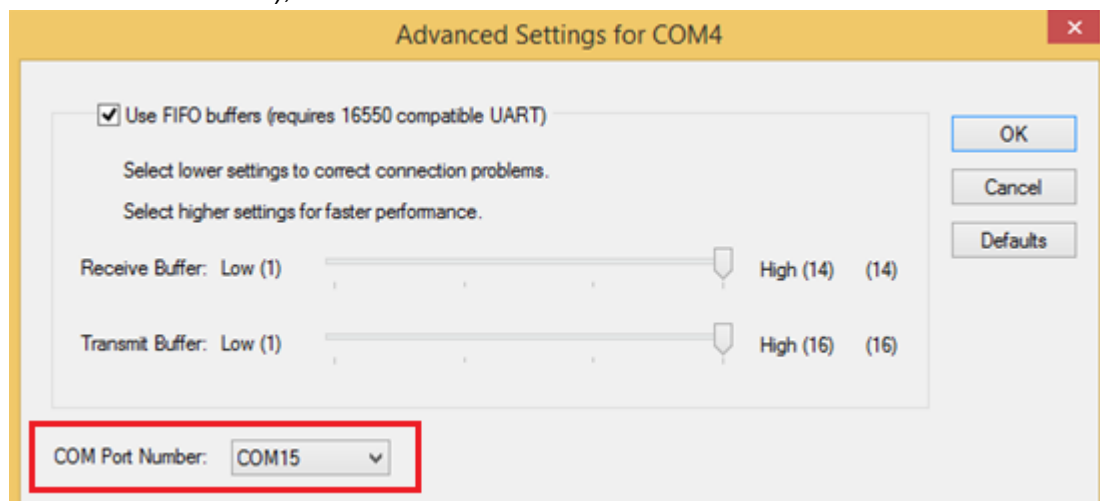 Advanced Settings for COM4
Use FIFO buffers (requires 16550 compatible UART)
Select lower settings to correct connection problems.
Select higher settings for faster performance.
Receive Buffer: Low (1) High (14) (14)
Transmit Buffer: Low (1) High (16) (16)
COM Port Number: COM15
OK
Cancel
Defaults